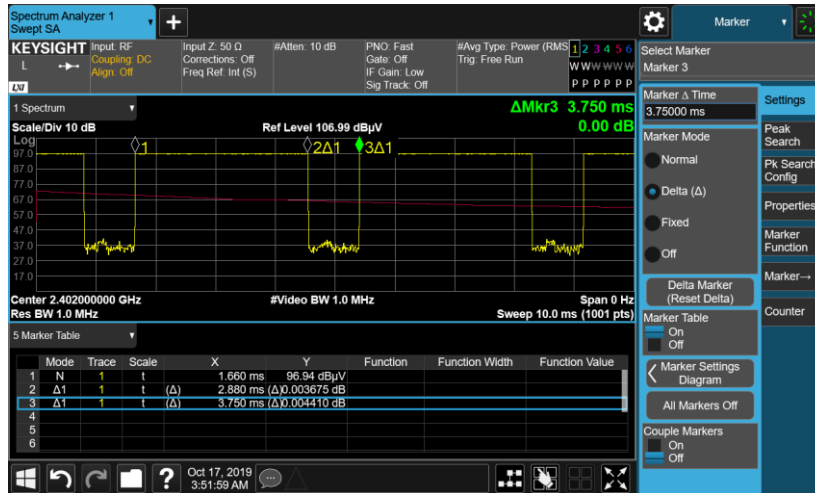 Spectrum Analyzer 1
Swept SA
+
Marker
KEYSIGHT
L
LXI
Input: RF
Coupling: DC
Align: Off
Input Z: 50 Ω
Corrections: Off
Freq Ref: Int (S)
#Atten: 10 dB
PNO: Fast
Gate: Off
IF Gain: Low
Sig Track: Off
#Avg Type: Power (RMS
Trig: Free Run
1 2 3 4 5 6
W W W W W W
P P P P P P
Select Marker
Marker 3
1 Spectrum
Scale/Div 10 dB
Ref Level 106.99 dBµV
ΔMkr3 3.750 ms
0.00 dB
Log
97.0
87.0
77.0
67.0
57.0
47.0
37.0
27.0
17.0
1
2Δ1
3Δ1
Center 2.402000000 GHz
Res BW 1.0 MHz
#Video BW 1.0 MHz
Span 0 Hz
Sweep 10.0 ms (1001 pts)
5 Marker Table
Mode Trace Scale X Y Function Function Width Function Value
1 N 1 t 1.660 ms 96.94 dBµV
2 Δ1 1 t (Δ) 2.880 ms (Δ) 0.003675 dB
3 Δ1 1 t (Δ) 3.750 ms (Δ) 0.004410 dB
4
5
6
Marker Δ Time
3.75000 ms
Marker Mode
Normal
Delta (Δ)
Fixed
Off
Delta Marker
(Reset Delta)
Marker Table
On
Off
Marker Settings
Diagram
All Markers Off
Couple Markers
On
Off
Settings
Peak
Search
Pk Search
Config
Properties
Marker
Function
Marker→
Counter
?
Oct 17, 2019
3:51:59 AM